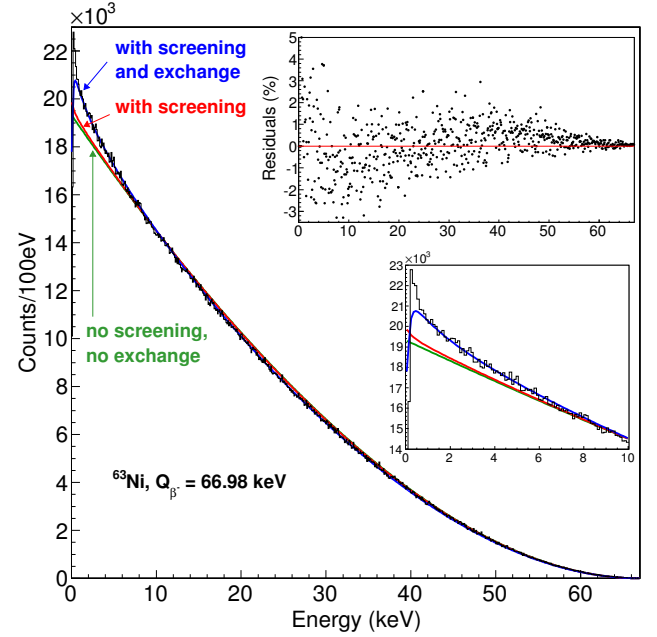 ×10³
22
20
18
16
14
12
10
8
6
4
2
0
Counts/100eV
0 10 20 30 40 50 60
Energy (keV)
with screening
and exchange
with screening
no screening,
no exchange
⁶³Ni, Qβ⁻ = 66.98 keV
5
4
3
2
1
0
-1
-2
-3
Residuals (%)
0 10 20 30 40 50 60
×10³
23
22
21
20
19
18
17
16
15
14
0 2 4 6 8 10